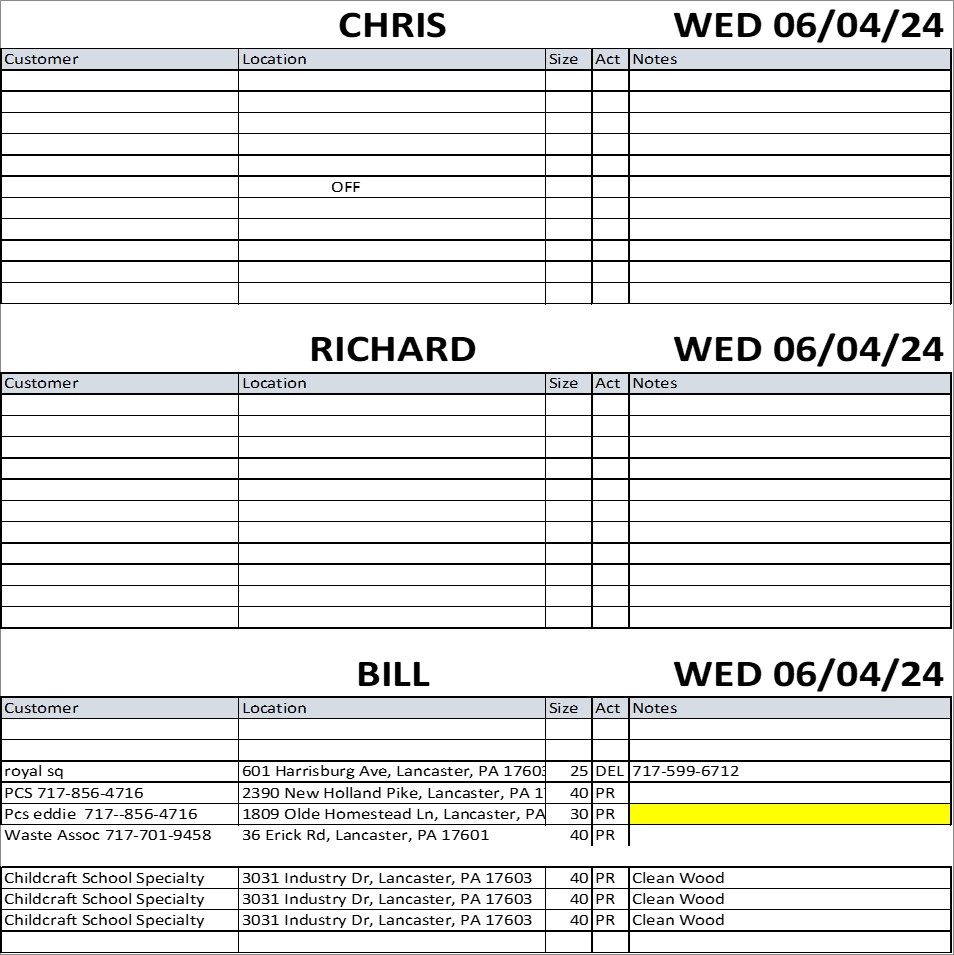 CHRIS WED 06/04/24
Customer Location Size Act Notes
OFF
RICHARD WED 06/04/24
Customer Location Size Act Notes
BILL WED 06/04/24
Customer Location Size Act Notes
royal sq 601 Harrisburg Ave, Lancaster, PA 17603 25 DEL 717-599-6712
PCS 717-856-4716 2390 New Holland Pike, Lancaster, PA 1 40 PR
Pcs eddie 717--856-4716 1809 Olde Homestead Ln, Lancaster, PA 30 PR
Waste Assoc 717-701-9458 36 Erick Rd, Lancaster, PA 17601 40 PR
Childcraft School Specialty 3031 Industry Dr, Lancaster, PA 17603 40 PR Clean Wood
Childcraft School Specialty 3031 Industry Dr, Lancaster, PA 17603 40 PR Clean Wood
Childcraft School Specialty 3031 Industry Dr, Lancaster, PA 17603 40 PR Clean Wood